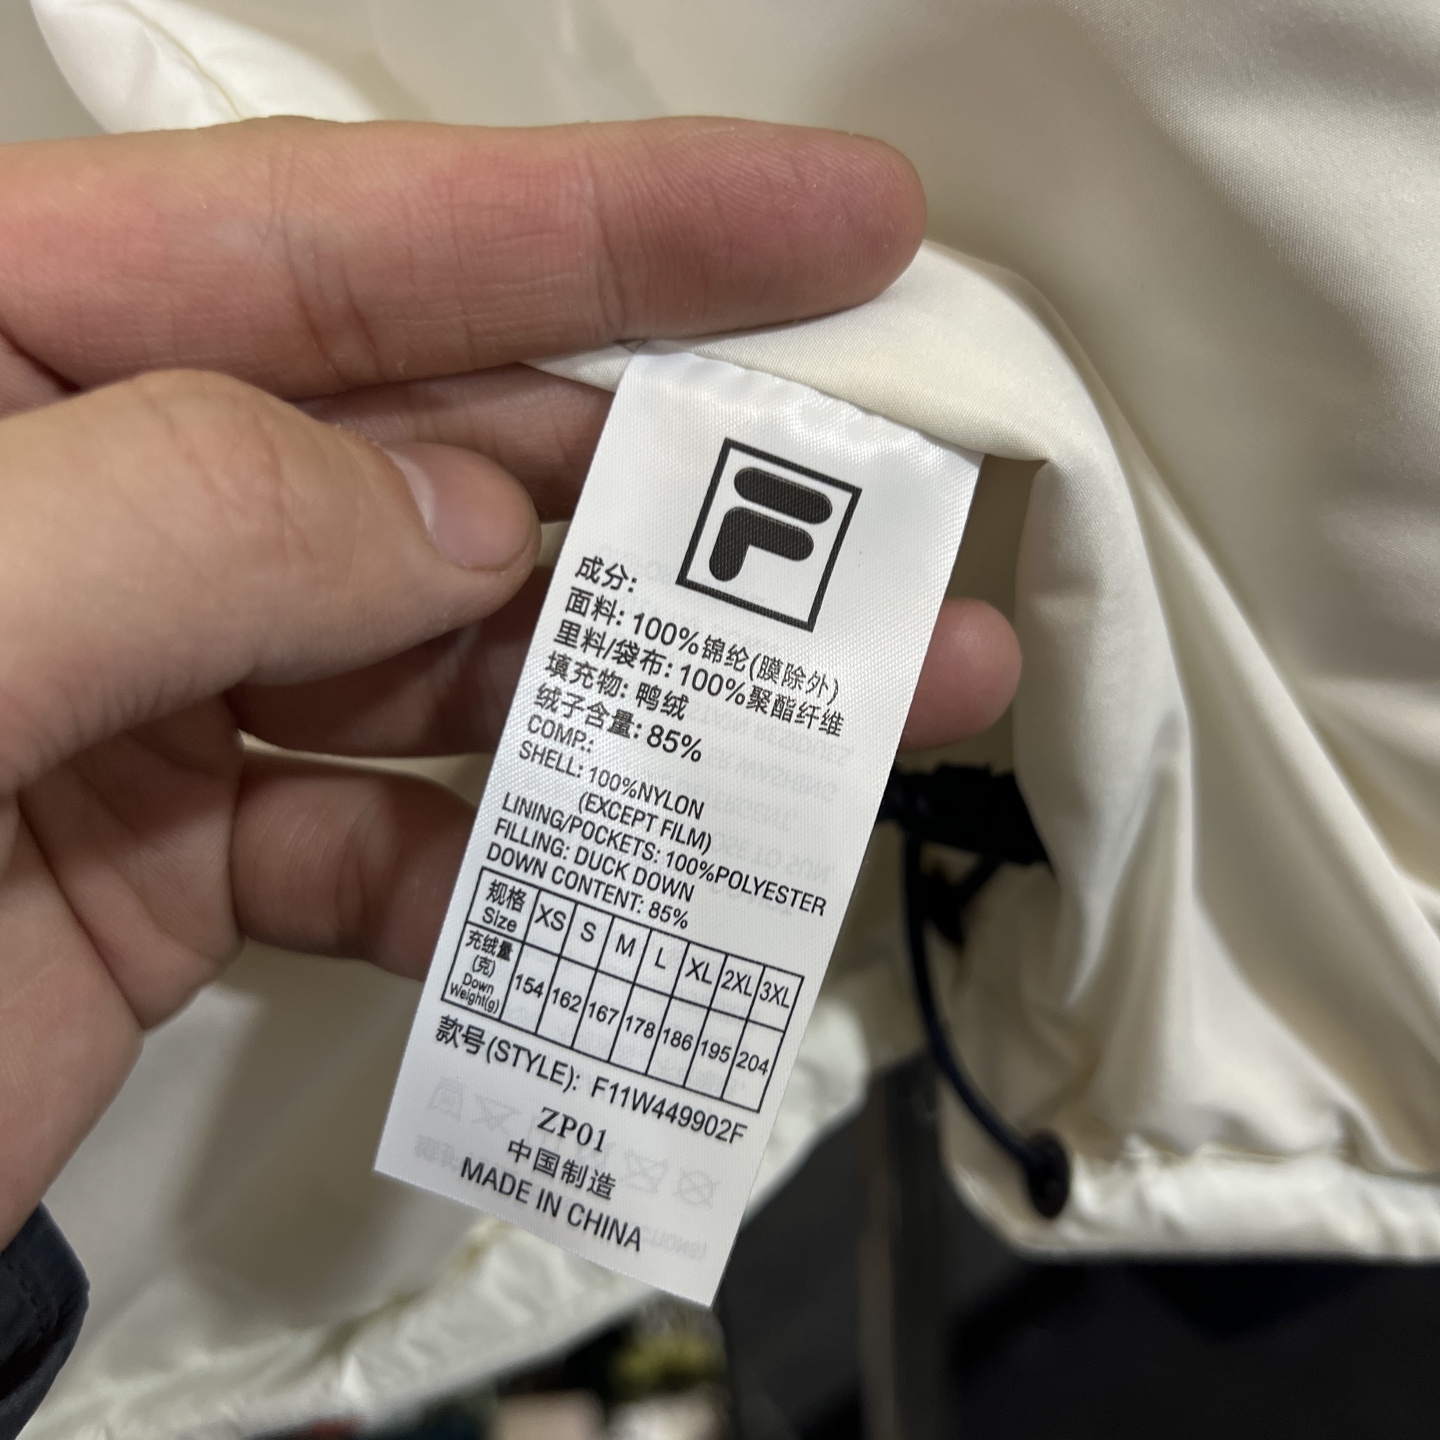 成分:
面料: 100%锦纶(膜除外)
里料/袋布: 100%聚酯纤维
填充物: 鸭绒
绒子含量: 85%
COMP.:
SHELL: 100%NYLON
(EXCEPT FILM)
LINING/POCKETS: 100%POLYESTER
FILLING: DUCK DOWN
DOWN CONTENT: 85%
规格 Size XS S M L XL 2XL 3XL
充绒量(克) Down Weight(g) 154 162 167 178 186 195 204
款号(STYLE): F11W449902F
ZP01
中国制造
MADE IN CHINA